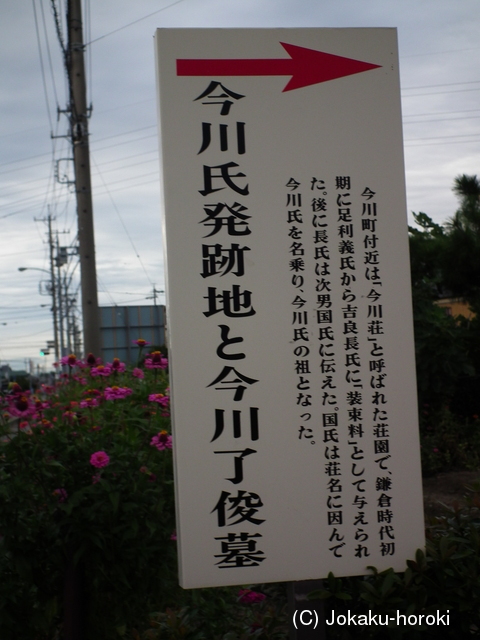 今川氏発跡地と今川了俊墓
今川町付近は「今川荘」と呼ばれた荘園で、鎌倉時代初
期に足利義氏から吉良長氏に「装束料」として与えられ
た。後に長氏は次男国氏に伝えた。国氏は荘名に因んで
今川氏を名乗り、今川氏の祖となった。
(C) Jokaku-horoki